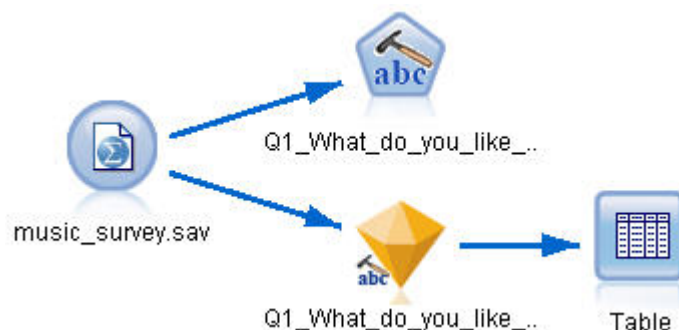 abc
Q1_What_do_you_like_..
music_survey.sav
abc
Q1_What_do_you_like_..
Table